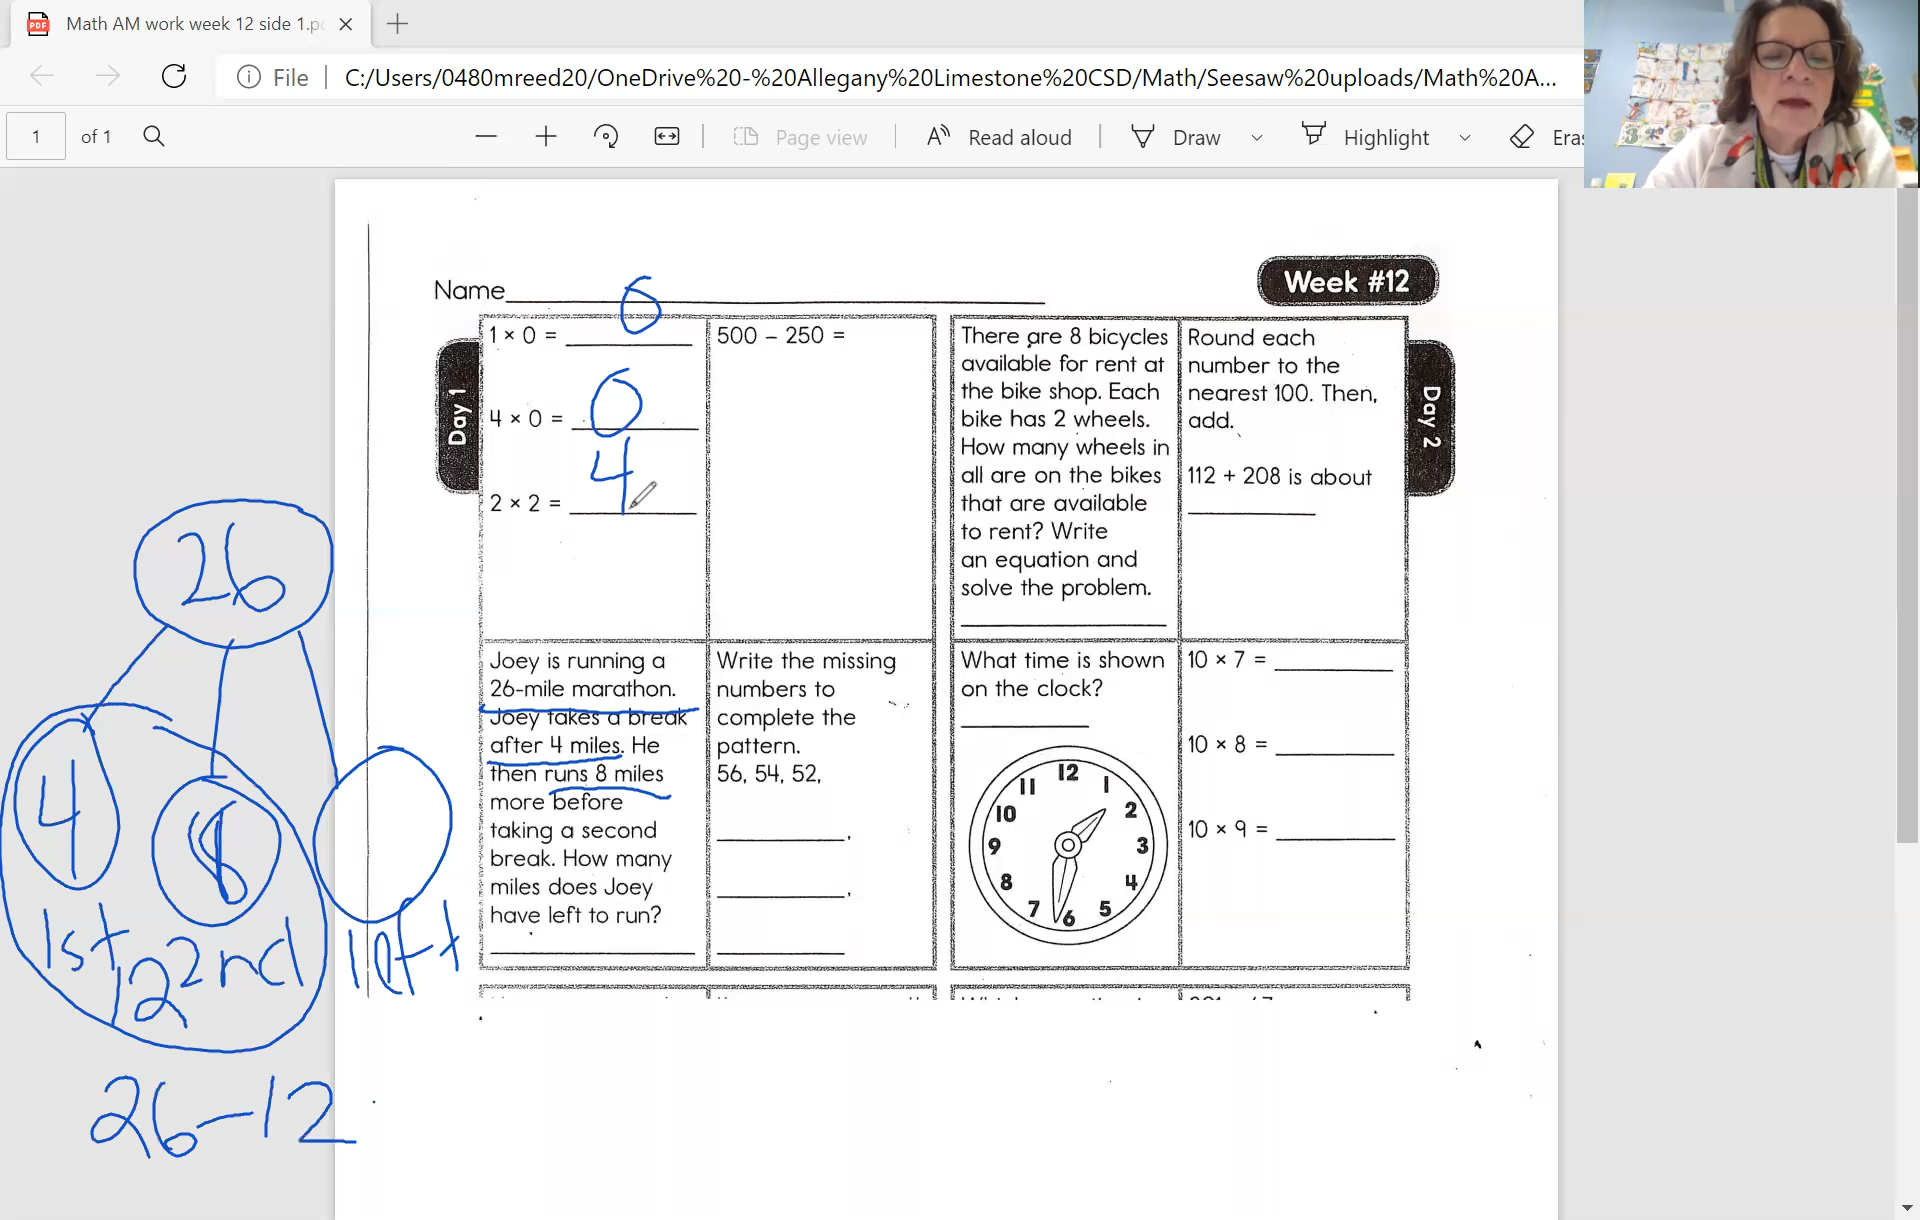 Math AM work week 12 side 1.p
File
C:/Users/0480mreed20/OneDrive%20-%20Allegany%20Limestone%20CSD/Math/Seesaw%20uploads/Math%20A...
1 of 1
Page view
Read aloud
Draw
Highlight
Eras
Name
Week #12
Day 1
1 × 0 = 0
4 × 0 = 0
2 × 2 = 4
500 – 250 =
Joey is running a
26-mile marathon.
Joey takes a break
after 4 miles. He
then runs 8 miles
more before
taking a second
break. How many
miles does Joey
have left to run?
Write the missing
numbers to
complete the
pattern.
56, 54, 52,
,
,
Day 2
There are 8 bicycles
available for rent at
the bike shop. Each
bike has 2 wheels.
How many wheels in
all are on the bikes
that are available
to rent? Write
an equation and
solve the problem.
Round each
number to the
nearest 100. Then,
add.
112 + 208 is about
What time is shown
on the clock?
12
1
2
3
4
5
6
7
8
9
10
11
10 × 7 =
10 × 8 =
10 × 9 =
26
4
8
1st
2nd
left
12
26-12